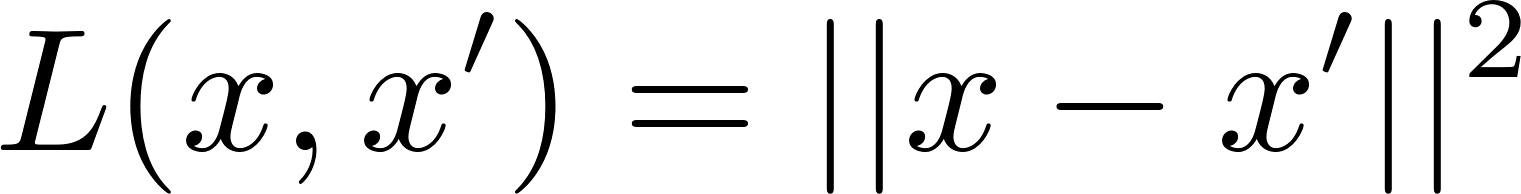 L(x, x′) = ||x − x′||²